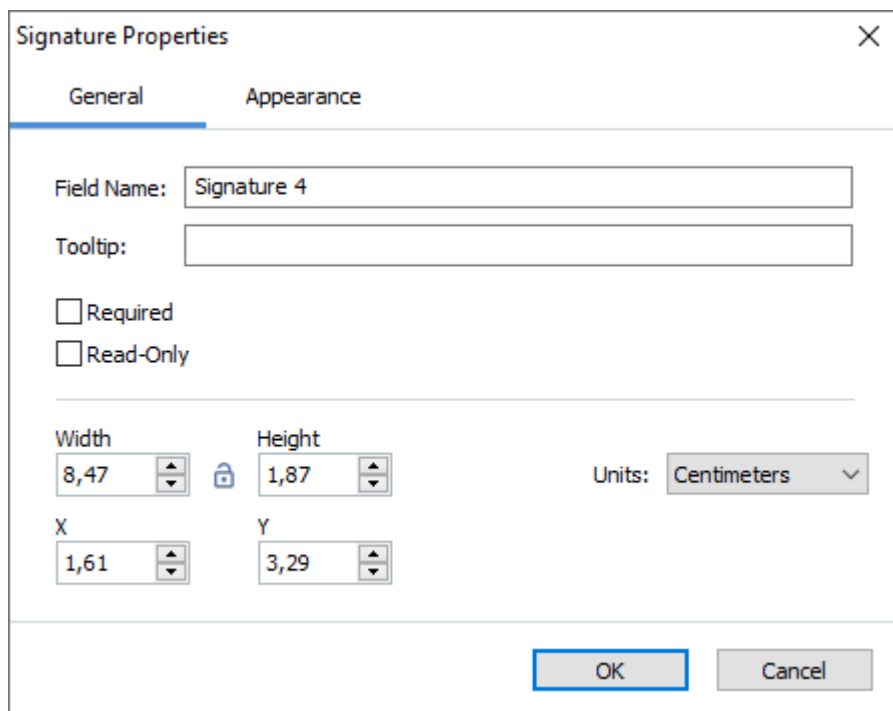 Signature Properties
General Appearance
Field Name: Signature 4
Tooltip:
Required
Read-Only
Width Height
8,47 1,87 Units: Centimeters
X Y
1,61 3,29
OK Cancel